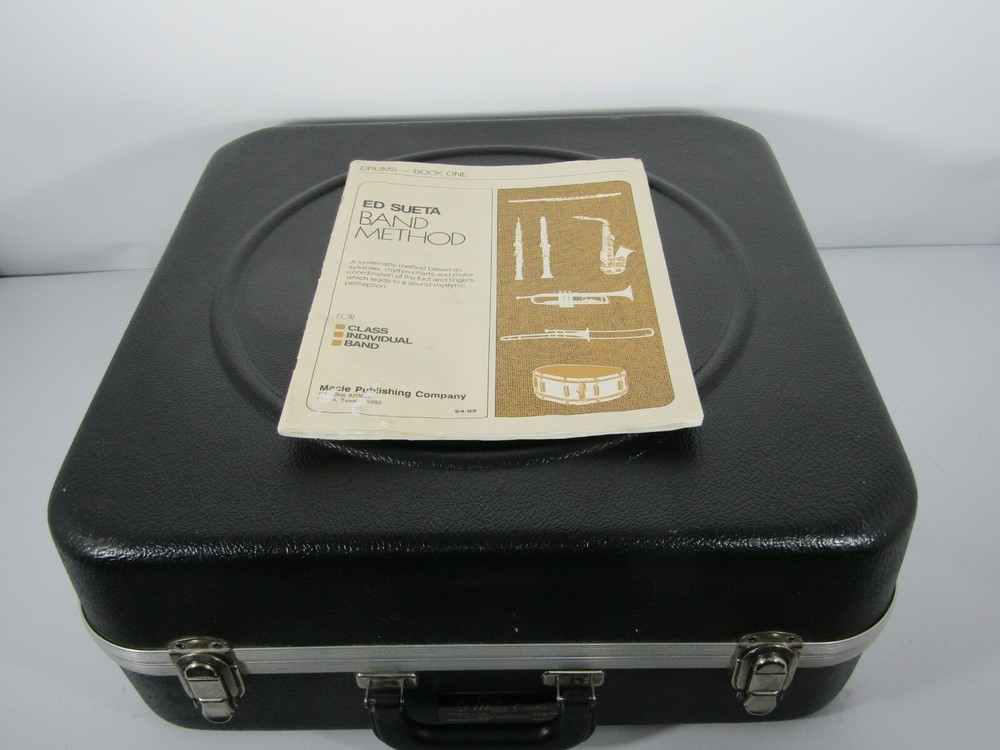 DRUMS — BOOK ONE
ED SUETA
BAND
METHOD
A systematic method based on
syllables, rhythm charts and motor
coordination of the foot and fingers
which leads to a sound rhythmic
perception.
FOR
CLASS
INDIVIDUAL
BAND
Macie Publishing Company
Box
$4.95